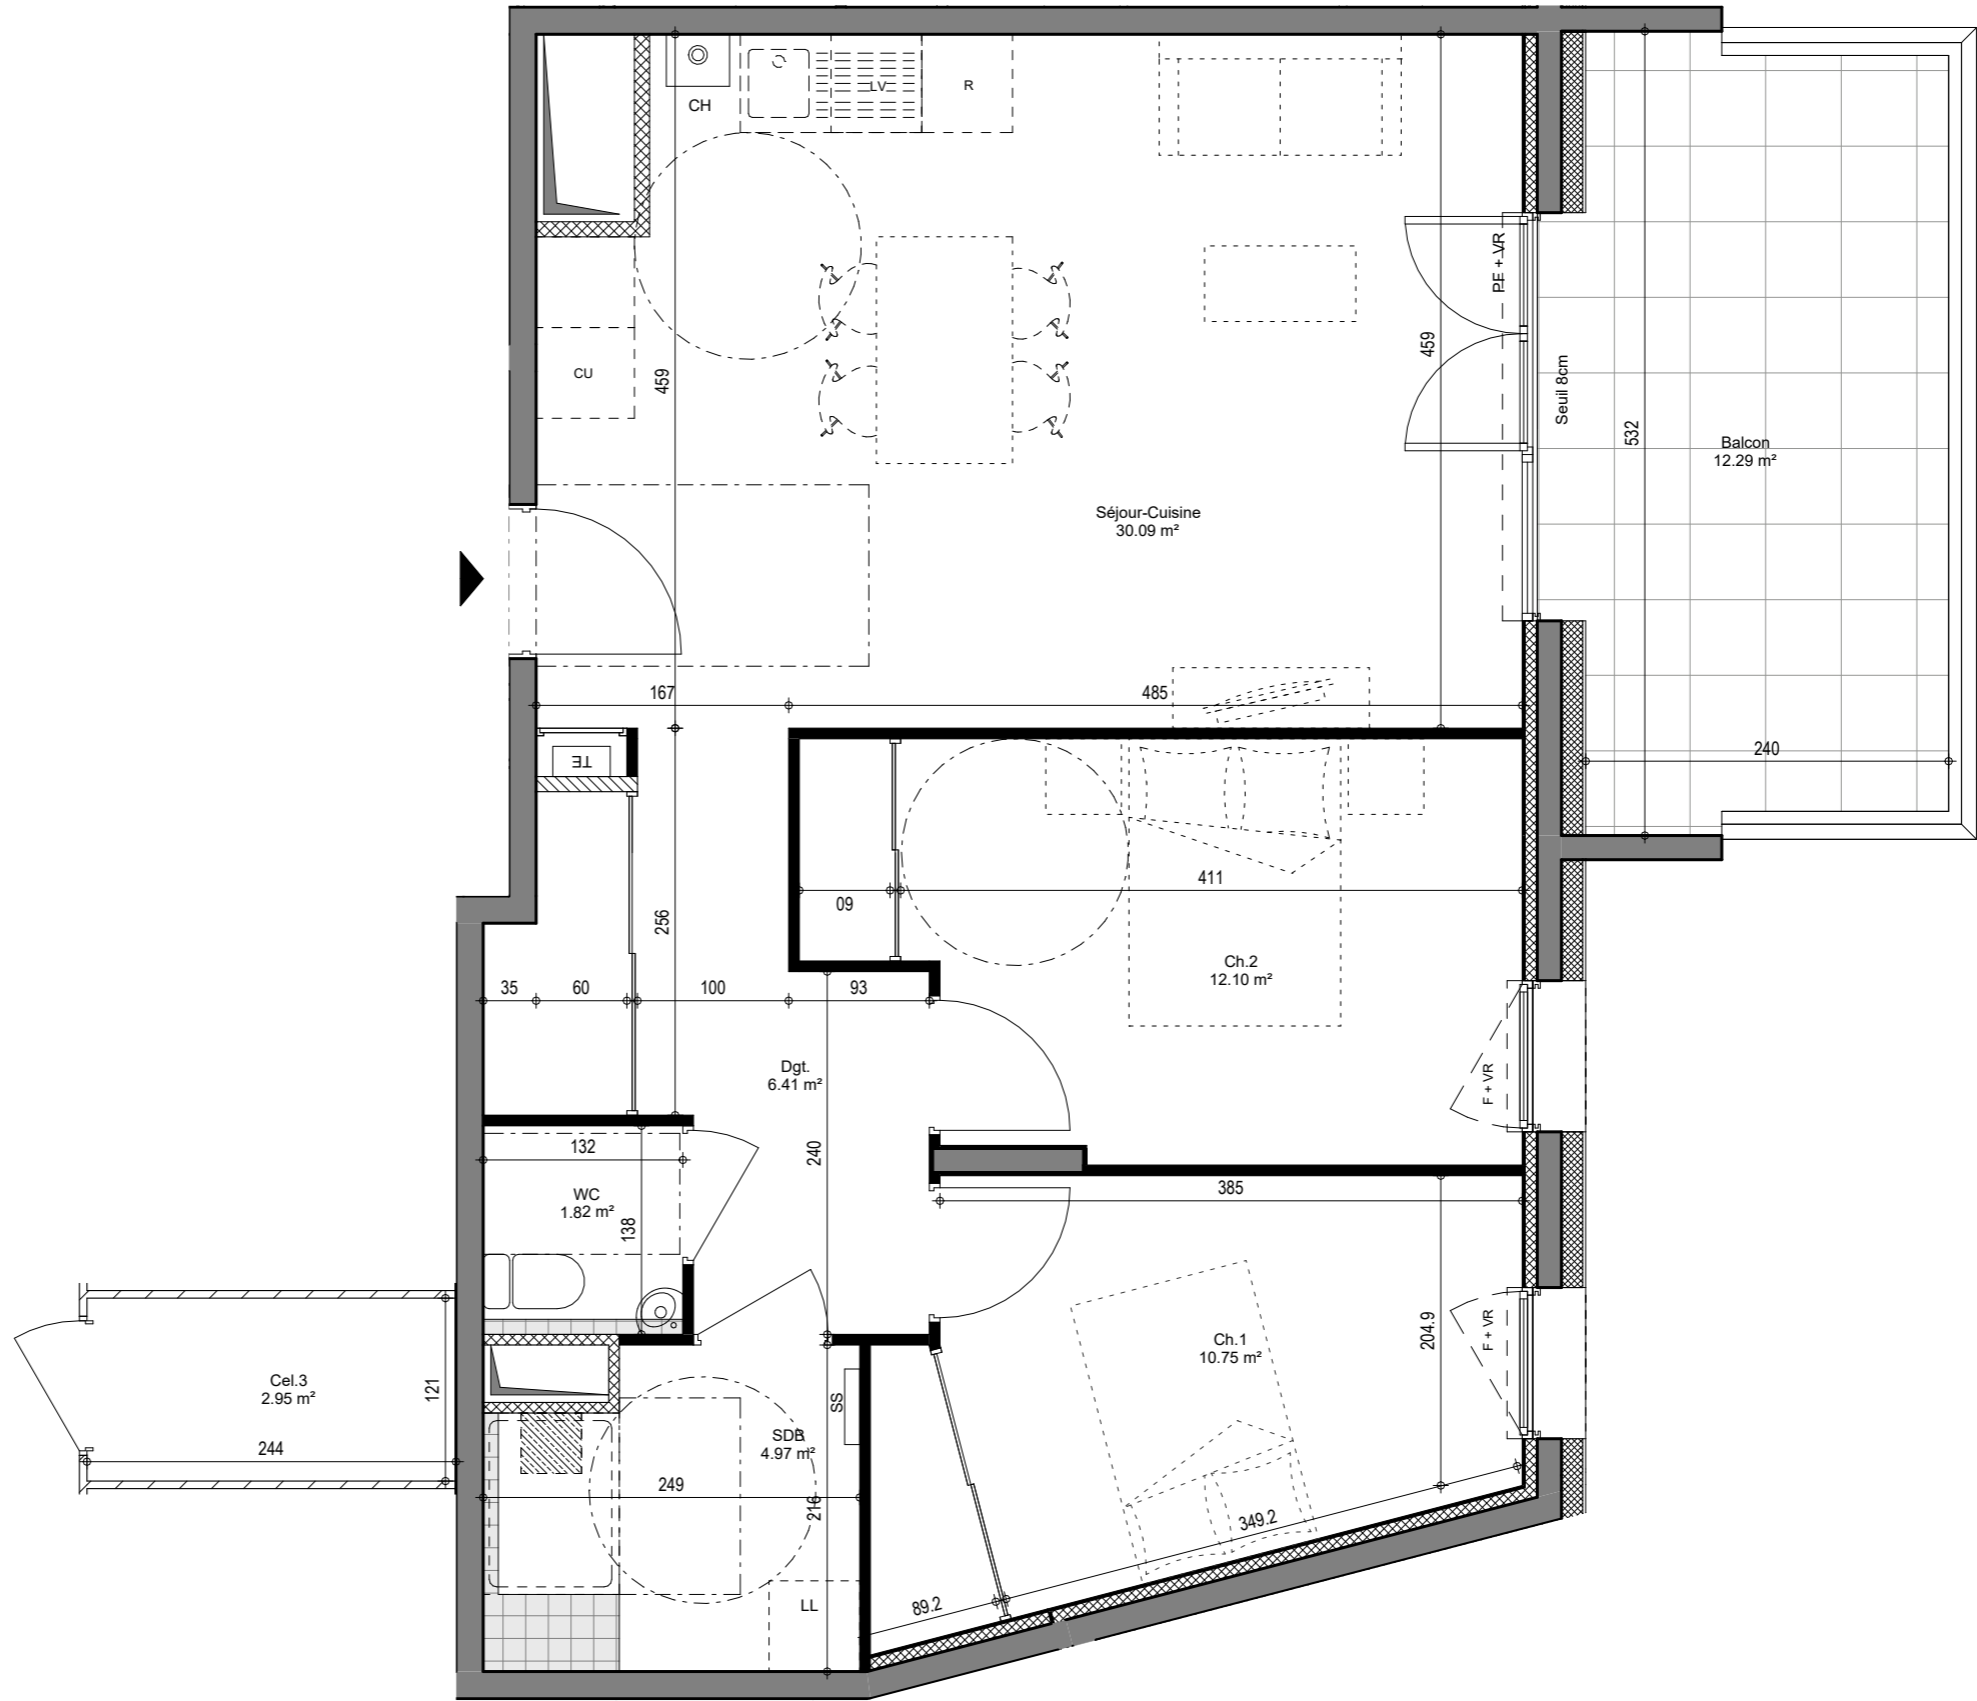 CH
LV
R
CU
459
459
PF + VR
Seuil 8cm
532
Balcon
12.29 m²
Séjour-Cuisine
30.09 m²
167
485
240
TE
60
411
256
Ch.2
12.10 m²
35
60
100
93
Dgt.
6.41 m²
F + VR
132
240
WC
1.82 m²
138
385
204.9
Ch.1
10.75 m²
F + VR
Cel.3
2.95 m²
121
244
SS
SDB
4.97 m²
249
216
349.2
LL
89.2